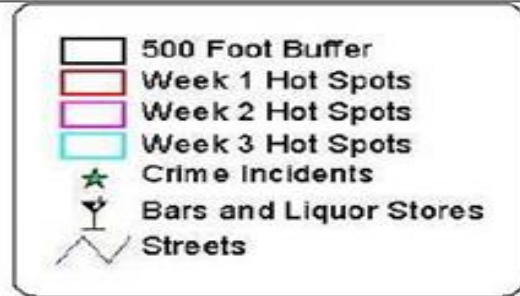 500 Foot Buffer
Week 1 Hot Spots
Week 2 Hot Spots
Week 3 Hot Spots
Crime Incidents
Bars and Liquor Stores
Streets